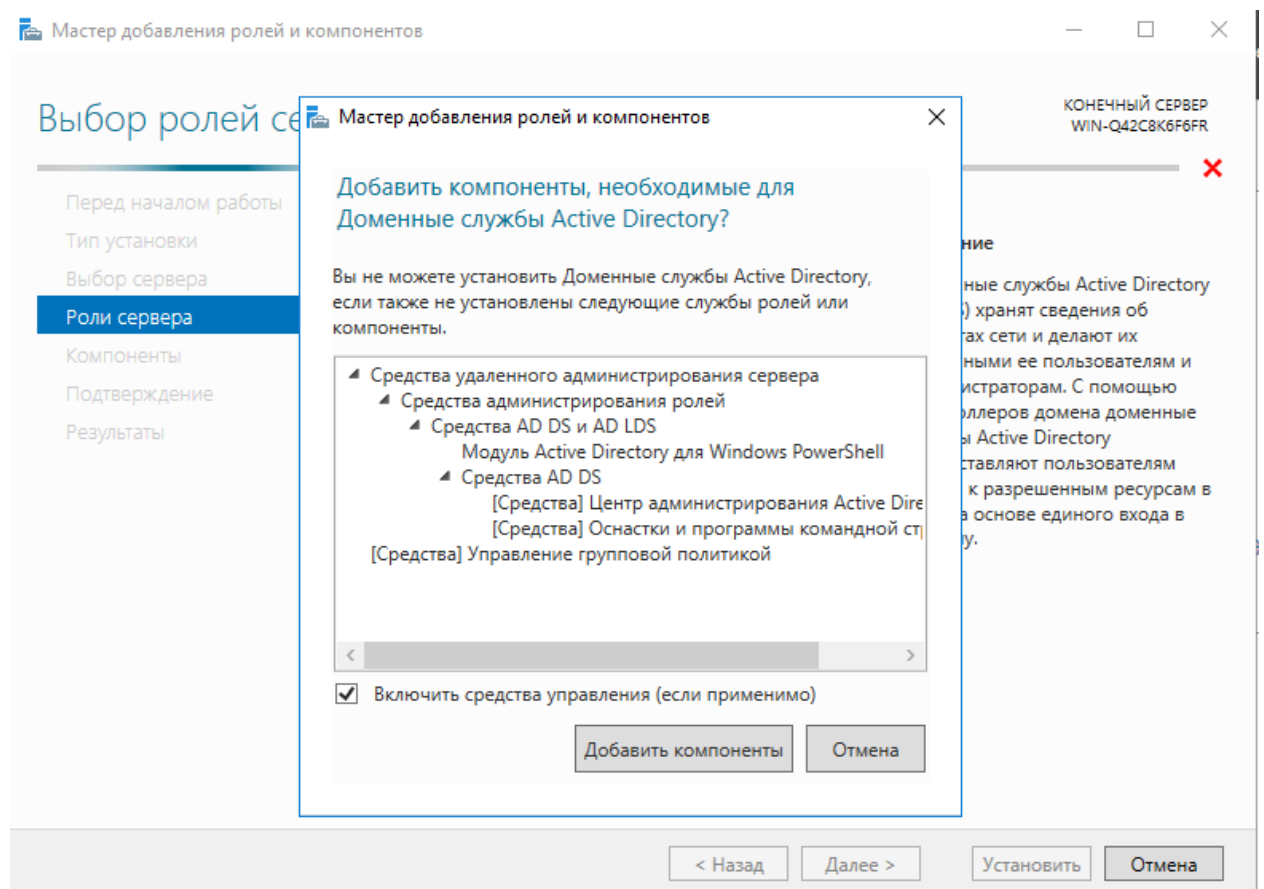 Мастер добавления ролей и компонентов
Выбор ролей се
КОНЕЧНЫЙ СЕРВЕР
WIN-Q42C8K6F6FR
Перед началом работы
Тип установки
Выбор сервера
Роли сервера
Компоненты
Подтверждение
Результаты
Мастер добавления ролей и компонентов
Добавить компоненты, необходимые для
Доменные службы Active Directory?
Вы не можете установить Доменные службы Active Directory,
если также не установлены следующие службы ролей или
компоненты.
Средства удаленного администрирования сервера
Средства администрирования ролей
Средства AD DS и AD LDS
Модуль Active Directory для Windows PowerShell
Средства AD DS
[Средства] Центр администрирования Active Dire
[Средства] Оснастки и программы командной ст
[Средства] Управление групповой политикой
Включить средства управления (если применимо)
Добавить компоненты
Отмена
ние
ные службы Active Directory
) хранят сведения об
тах сети и делают их
ными ее пользователям и
истраторам. С помощью
оллеров домена доменные
ы Active Directory
ставляют пользователям
к разрешенным ресурсам в
а основе единого входа в
у.
< Назад
Далее >
Установить
Отмена